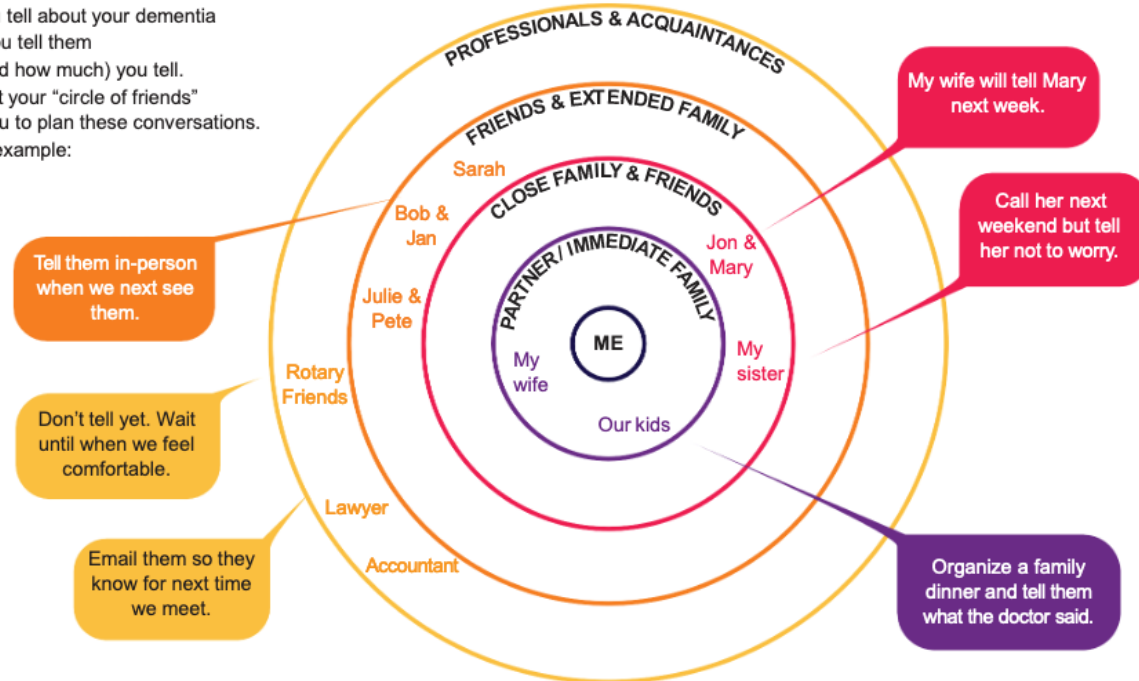 tell about your dementia
ou tell them
d how much) you tell.
t your “circle of friends”
u to plan these conversations.
example:
PROFESSIONALS & ACQUAINTANCES
FRIENDS & EXTENDED FAMILY
CLOSE FAMILY & FRIENDS
PARTNER/ IMMEDIATE FAMILY
ME
My
wife
Our kids
Jon &
Mary
My
sister
Sarah
Bob &
Jan
Julie &
Pete
Rotary
Friends
Lawyer
Accountant
My wife will tell Mary
next week.
Call her next
weekend but tell
her not to worry.
Tell them in-person
when we next see
them.
Don’t tell yet. Wait
until when we feel
comfortable.
Email them so they
know for next time
we meet.
Organize a family
dinner and tell them
what the doctor said.